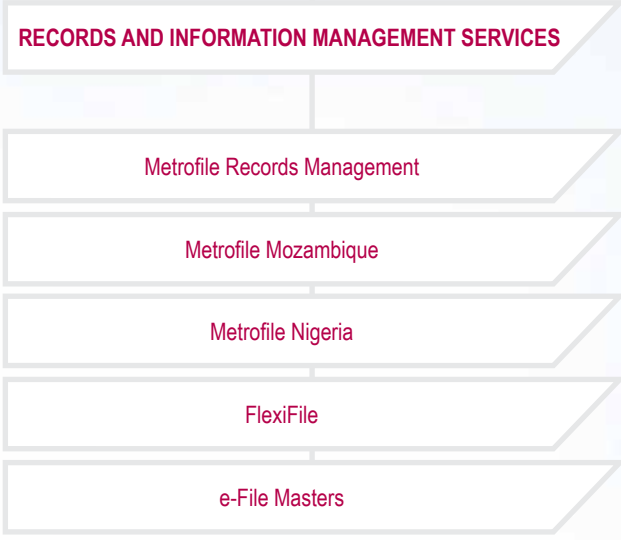 RECORDS AND INFORMATION MANAGEMENT SERVICES
Metrofile Records Management
Metrofile Mozambique
Metrofile Nigeria
FlexiFile
e-File Masters